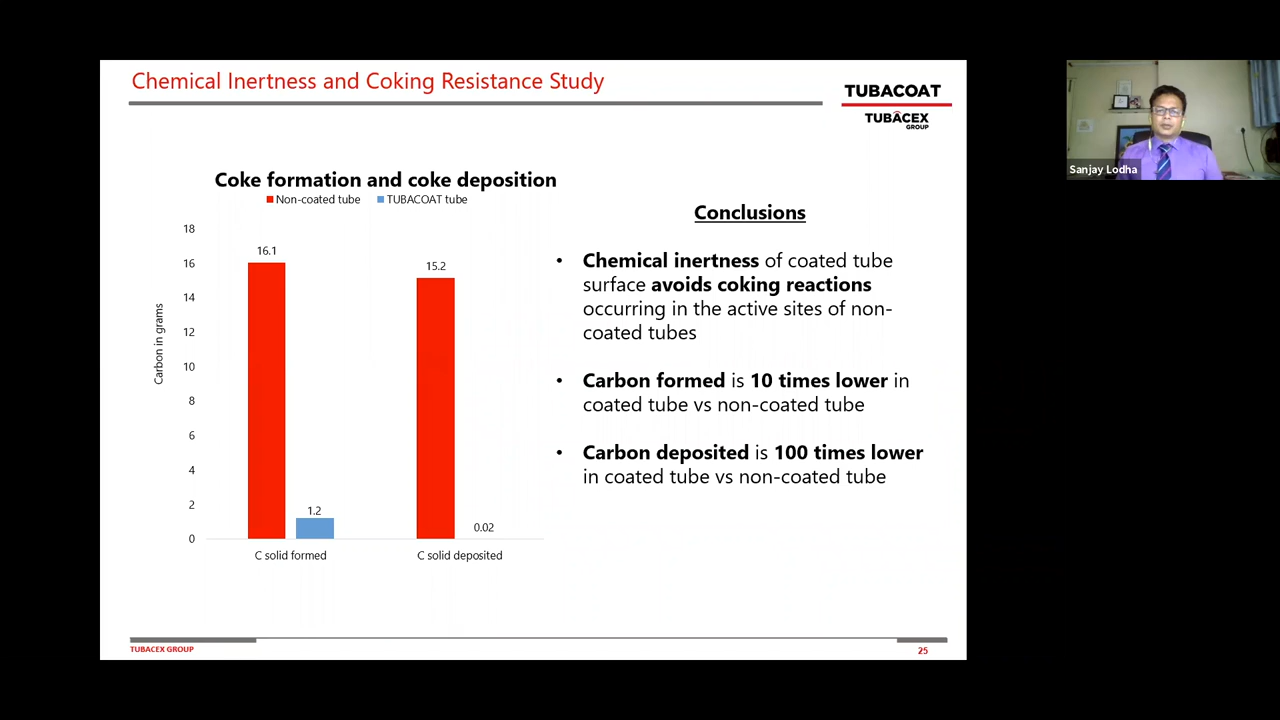 Chemical Inertness and Coking Resistance Study
TUBACOAT
TUBACEX
GROUP
Sanjay Lodha
Coke formation and coke deposition
Non-coated tube
TUBACOAT tube
Carbon in grams
18
16
14
12
10
8
6
4
2
0
16.1
1.2
15.2
0.02
C solid formed
C solid deposited
Conclusions
• Chemical inertness of coated tube
surface avoids coking reactions
occurring in the active sites of non-
coated tubes
• Carbon formed is 10 times lower in
coated tube vs non-coated tube
• Carbon deposited is 100 times lower
in coated tube vs non-coated tube
TUBACEX GROUP
25